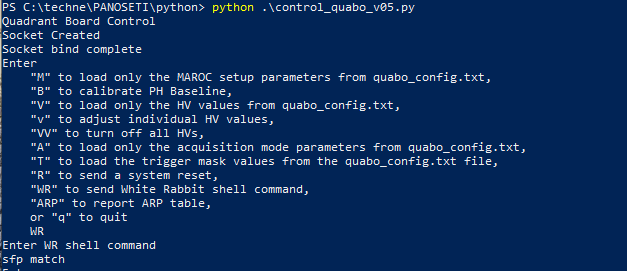 PS C:\techne\PANOSETI\python> python .\control_quabo_v05.py
Quadrant Board Control
Socket Created
Socket bind complete
Enter
"M" to load only the MAROC setup parameters from quabo_config.txt,
"B" to calibrate PH Baseline,
"V" to load only the HV values from quabo_config.txt,
"v" to adjust individual HV values,
"VV" to turn off all HVs,
"A" to load only the acquisition mode parameters from quabo_config.txt,
"T" to load the trigger mask values from the quabo_config.txt file,
"R" to send a system reset,
"WR" to send White Rabbit shell command,
"ARP" to report ARP table,
or "q" to quit
WR
Enter WR shell command
sfp match